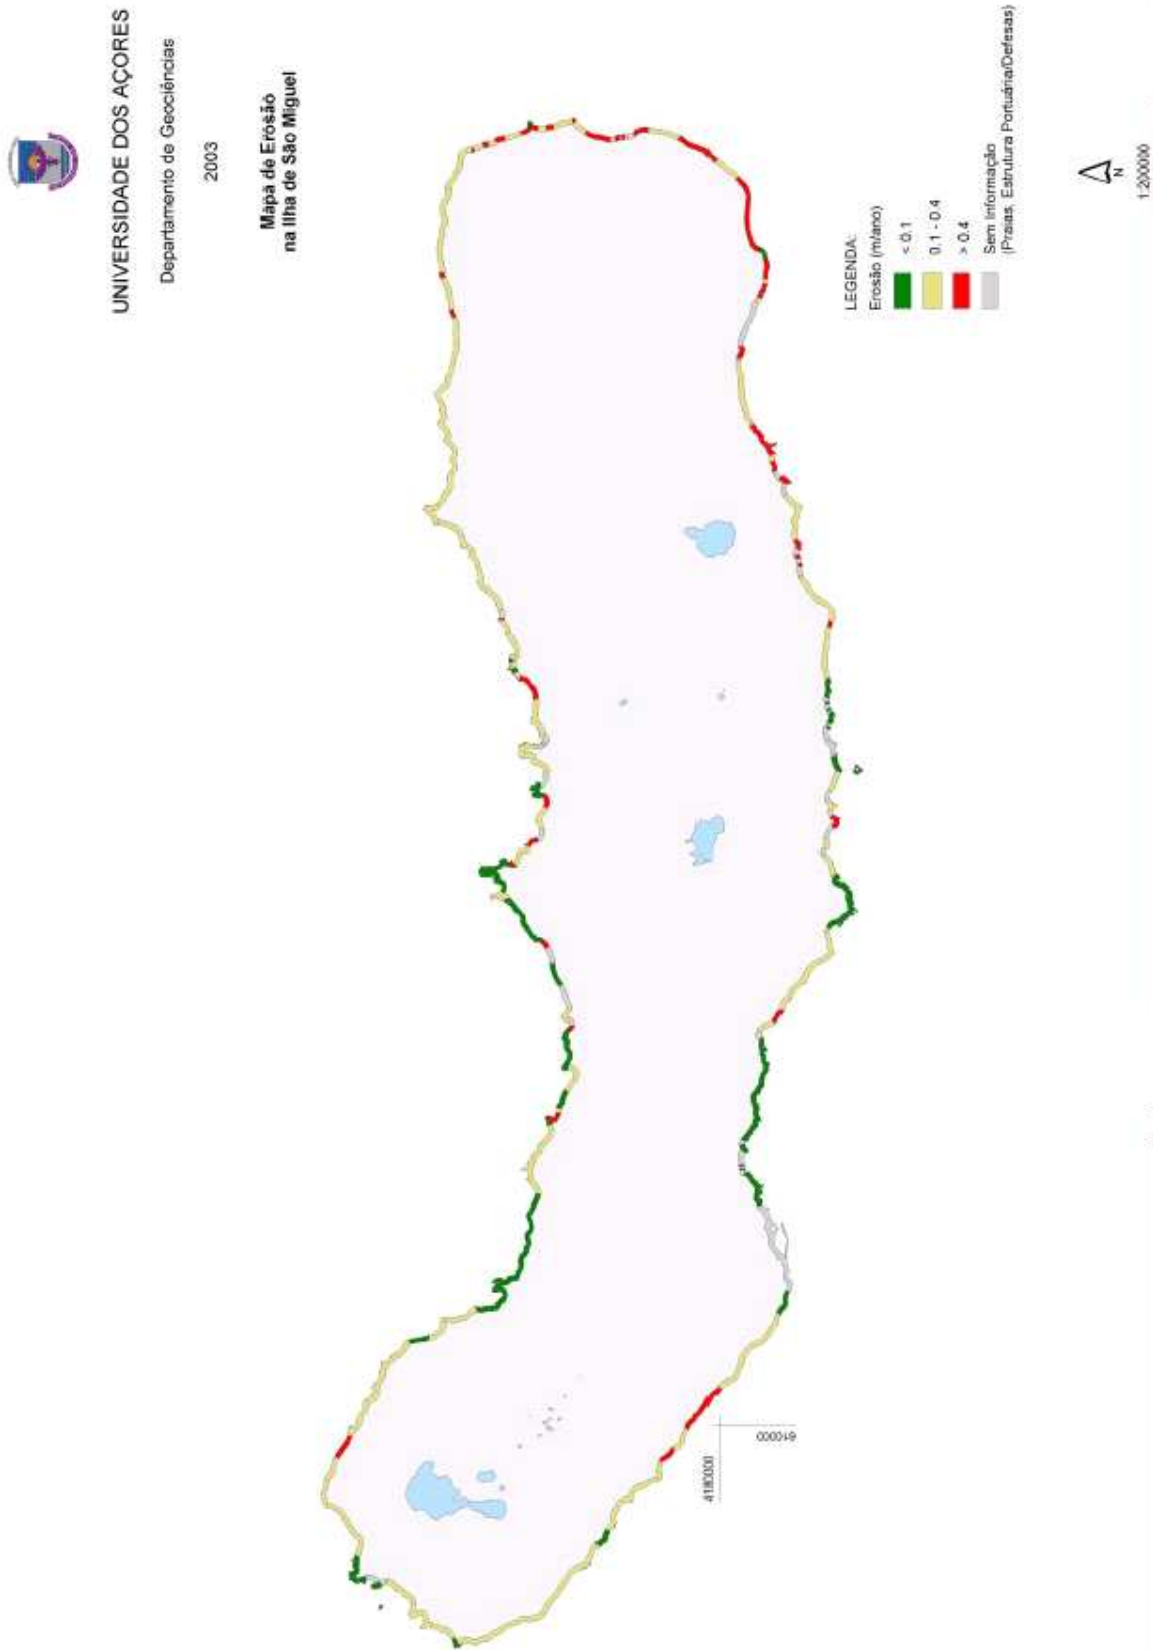 UNIVERSIDADE DOS AÇORES
Departamento de Geociências
2003
Mapa de Erosão
na Ilha de São Miguel
LEGENDA:
Erosão (m/ano)
< 0.1
0.1 - 0.4
> 0.4
Sem Informação
(Praias, Estrutura Portuária/Defesas)
4180000
610000
N
1:200000